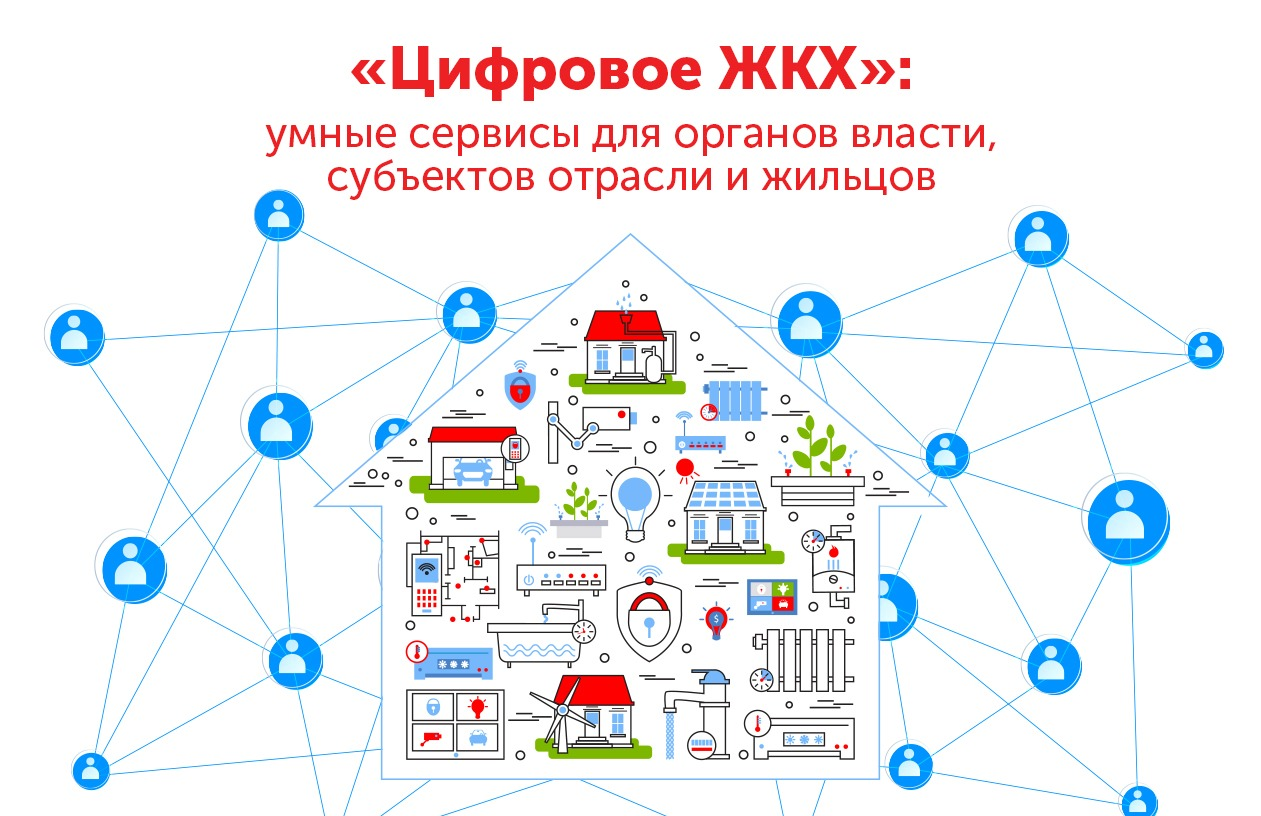 «Цифровое ЖКХ»:
умные сервисы для органов власти,
субъектов отрасли и жильцов